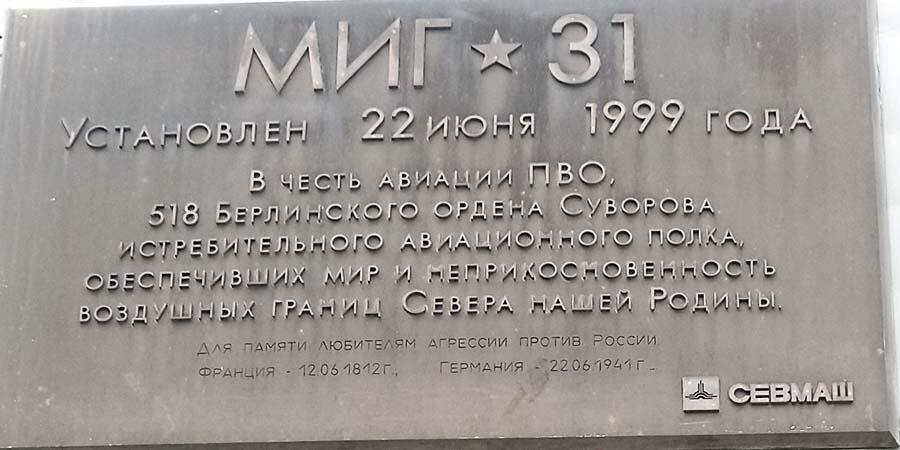 МИГ ★ 31
Установлен 22 июня 1999 года
В честь авиации ПВО,
518 Берлинского ордена Суворова
истребительного авиационного полка,
обеспечивших мир и неприкосновенность
воздушных границ Севера нашей Родины.
Для памяти любителям агрессии против России.
Франция - 12.06.1812г., Германия - 22.06.1941г..
СЕВМАШ